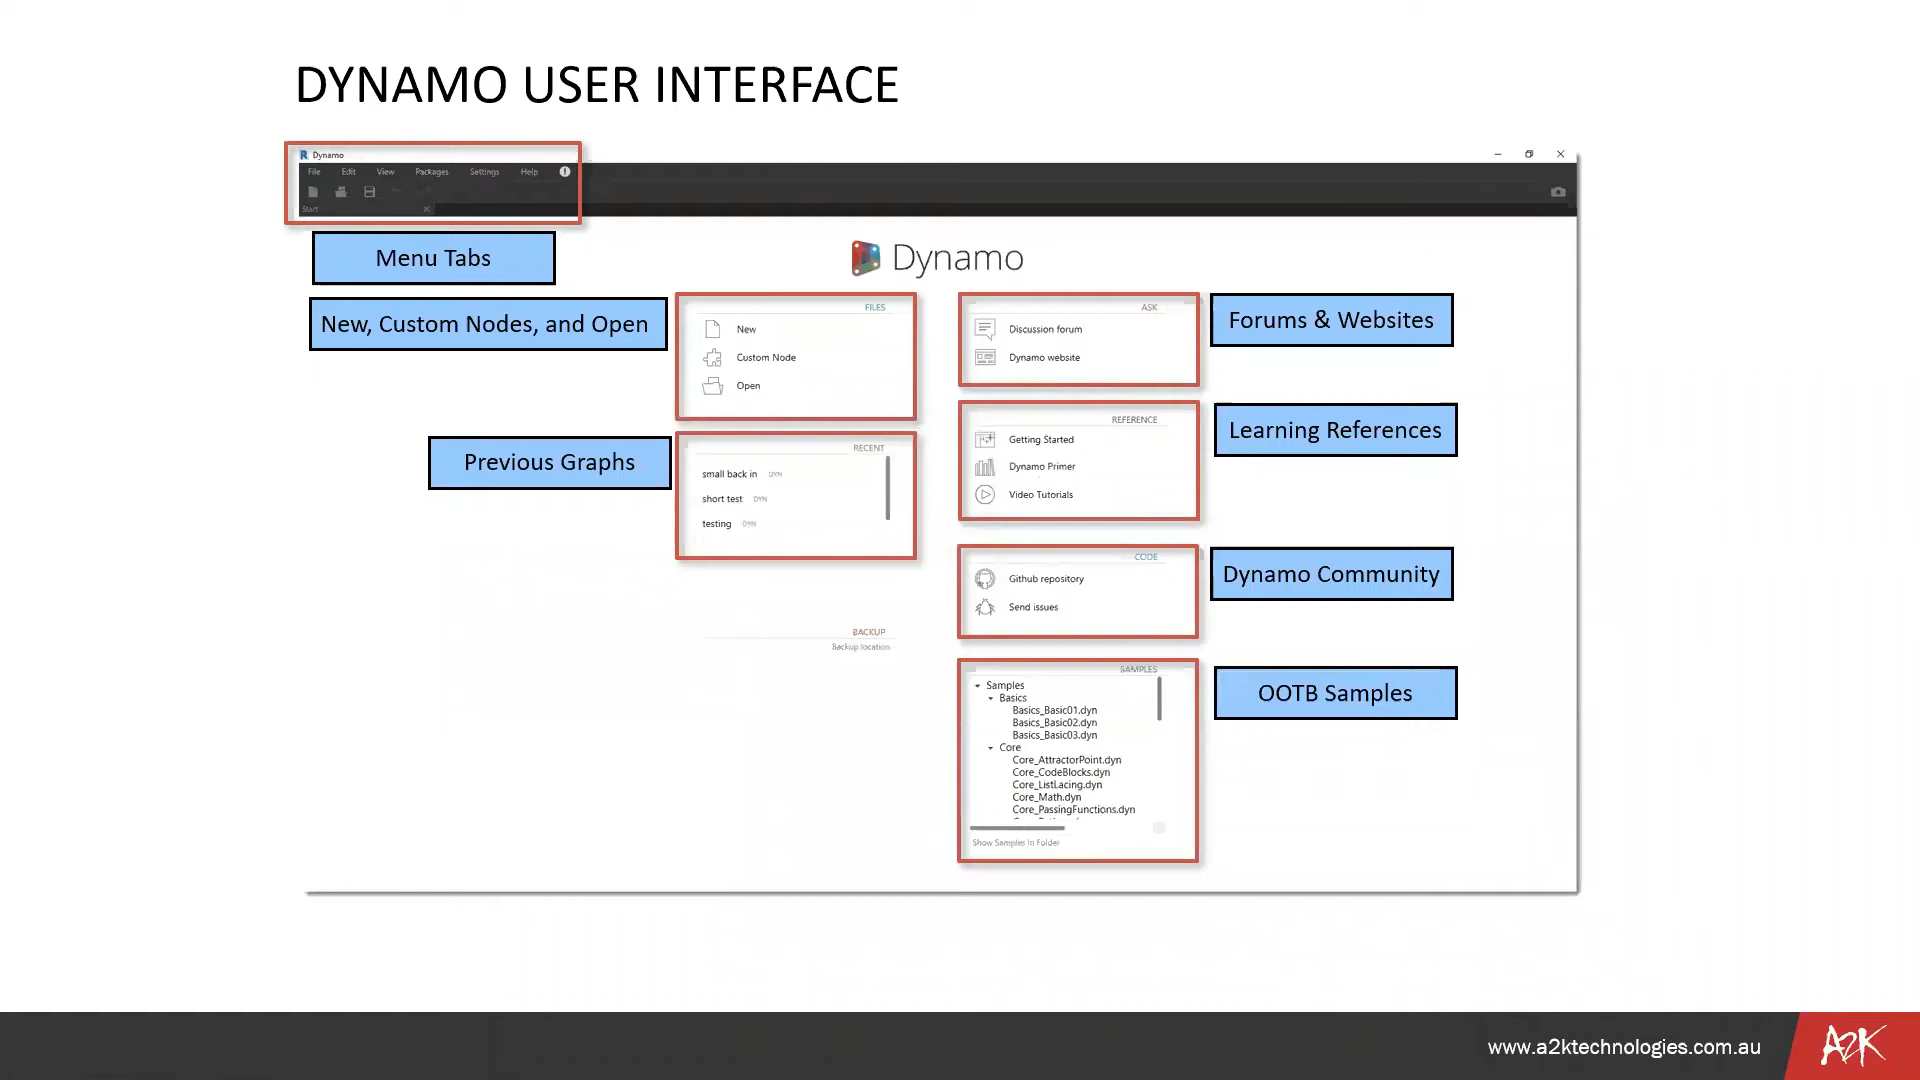 DYNAMO USER INTERFACE
Dynamo
File Edit View Packages Settings Help
Start
Menu Tabs
Dynamo
New, Custom Nodes, and Open
FILES
New
Custom Node
Open
ASK
Discussion forum
Dynamo website
Forums & Websites
REFERENCE
Getting Started
Dynamo Primer
Video Tutorials
Learning References
Previous Graphs
RECENT
small back in DYN
short test DYN
testing DYN
CODE
Github repository
Send issues
Dynamo Community
BACKUP
Backup location
SAMPLES
Samples
Basics
Basics_Basic01.dyn
Basics_Basic02.dyn
Basics_Basic03.dyn
Core
Core_AttractorPoint.dyn
Core_CodeBlocks.dyn
Core_ListLacing.dyn
Core_Math.dyn
Core_PassingFunctions.dyn
Show Samples In Folder
OOTB Samples
www.a2ktechnologies.com.au
A2K